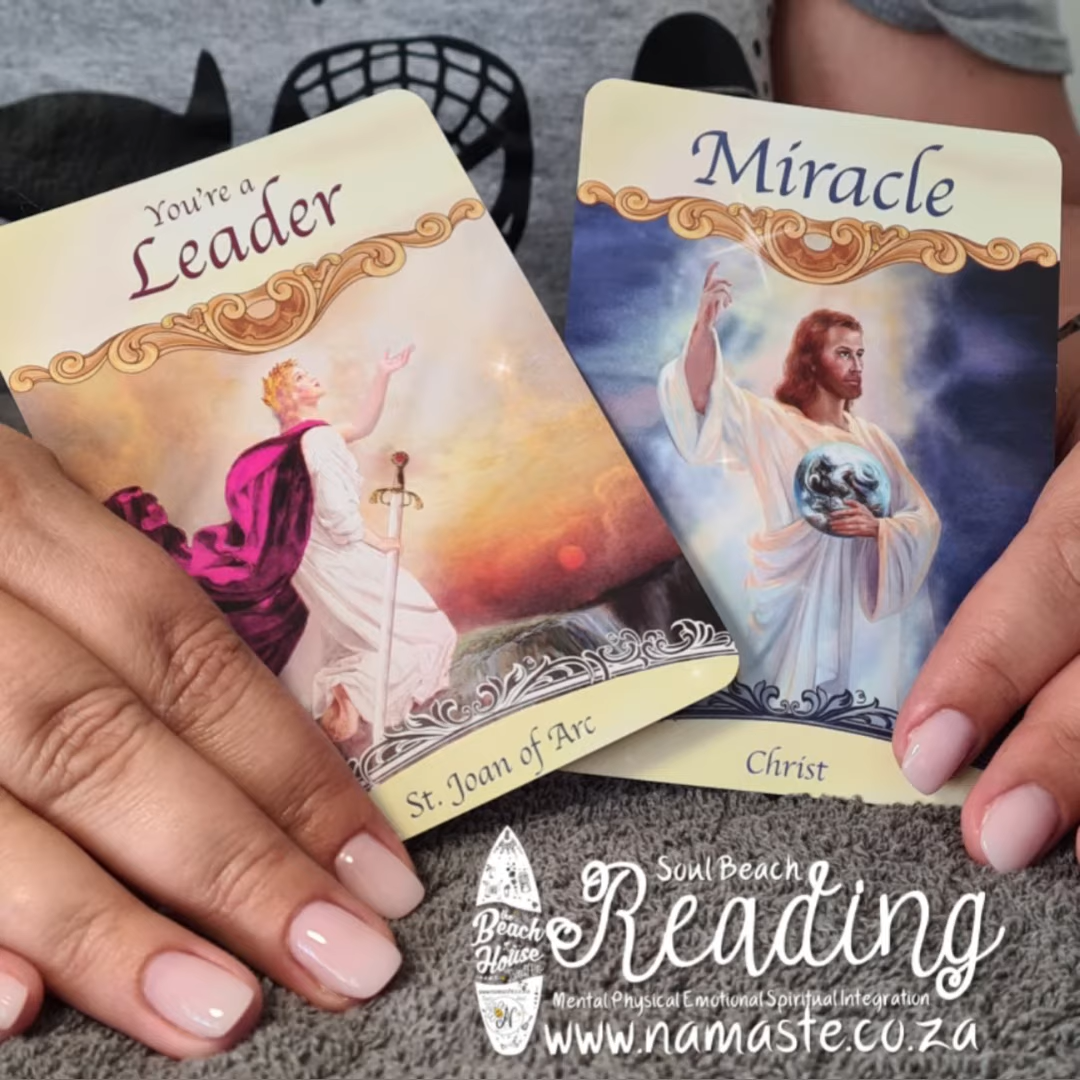 You're a
Leader
St. Joan of Arc
Miracle
Christ
the
Beach
House
Soul Beach
Reading
Mental Physical Emotional Spiritual Integration
www.namaste.co.za